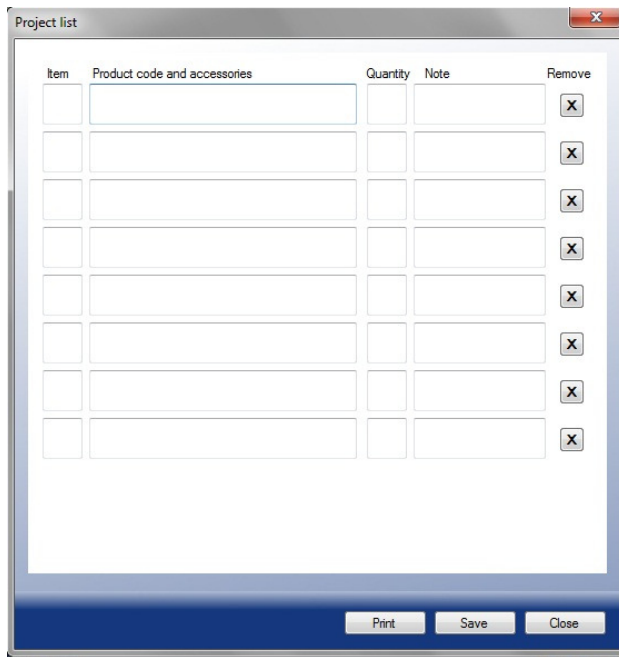 Project list
Item Product code and accessories Quantity Note Remove
X
X
X
X
X
X
X
X
Print Save Close